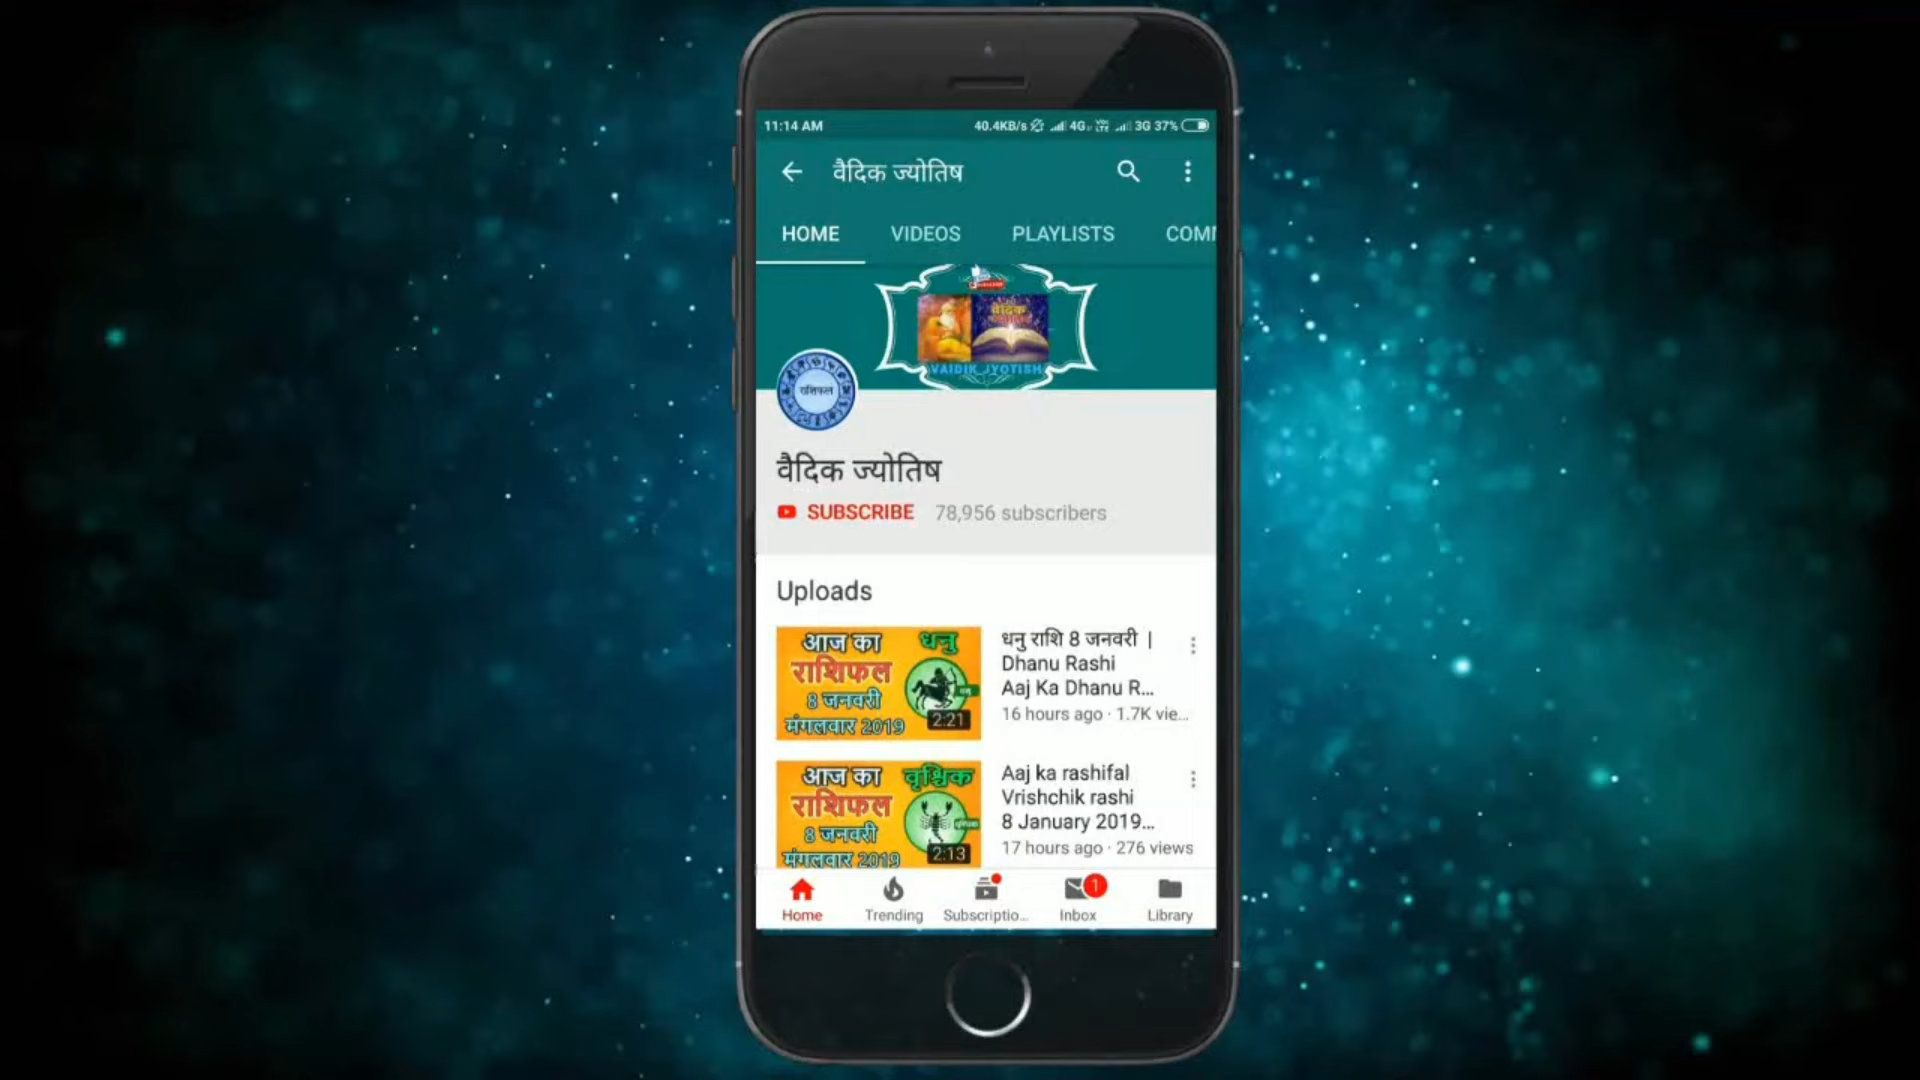 11:14 AM 40.4KB/s 4G VoLTE 3G 37%
वैदिक ज्योतिष
HOME VIDEOS PLAYLISTS COMM
वैदिक
VAIDIK JYOTISH
राशिफल
वैदिक ज्योतिष
SUBSCRIBE 78,956 subscribers
Uploads
आज का धनु
राशिफल
8 जनवरी
मंगलवार 2019
2:21
धनु राशि 8 जनवरी |
Dhanu Rashi
Aaj Ka Dhanu R...
16 hours ago · 1.7K vie...
आज का वृश्चिक
राशिफल
8 जनवरी
मंगलवार 2019
2:13
Aaj ka rashifal
Vrishchik rashi
8 January 2019...
17 hours ago · 276 views
1
Home Trending Subscriptio... Inbox Library